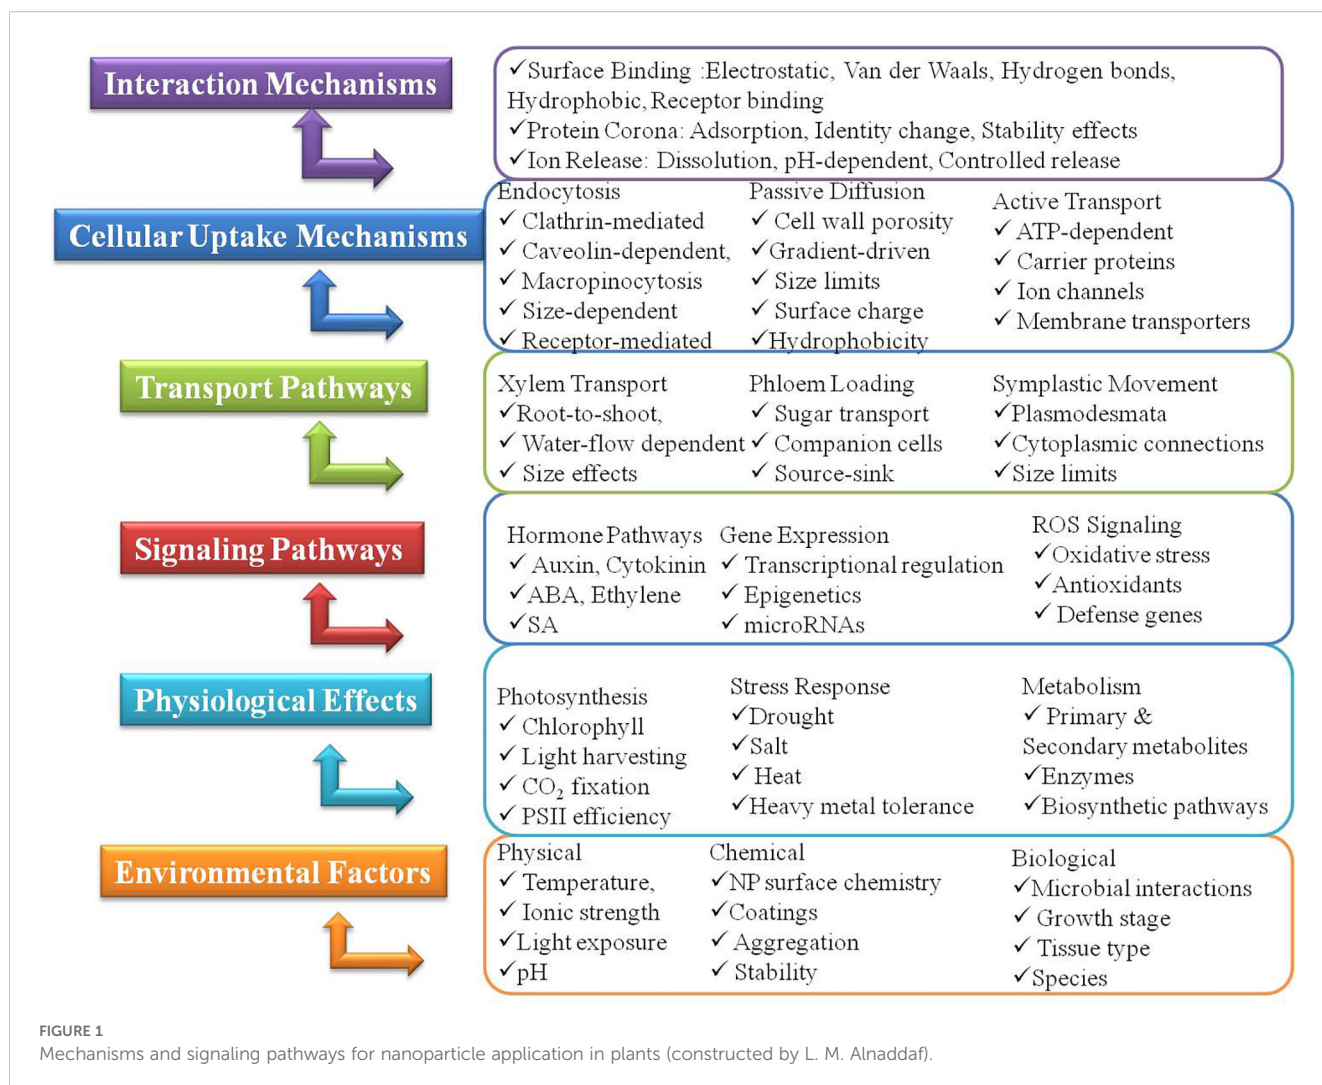 Interaction Mechanisms
✓Surface Binding :Electrostatic, Van der Waals, Hydrogen bonds,
Hydrophobic, Receptor binding
✓Protein Corona: Adsorption, Identity change, Stability effects
✓Ion Release: Dissolution, pH-dependent, Controlled release
Cellular Uptake Mechanisms
Endocytosis
✓ Clathrin-mediated
✓ Caveolin-dependent,
✓ Macropinocytosis
✓ Size-dependent
✓ Receptor-mediated
Passive Diffusion
✓ Cell wall porosity
✓Gradient-driven
✓ Size limits
✓ Surface charge
✓Hydrophobicity
Active Transport
✓ ATP-dependent
✓ Carrier proteins
✓ Ion channels
✓ Membrane transporters
Transport Pathways
Xylem Transport
✓Root-to-shoot,
✓ Water-flow dependent
✓ Size effects
Phloem Loading
✓ Sugar transport
✓ Companion cells
✓ Source-sink
Symplastic Movement
✓Plasmodesmata
✓Cytoplasmic connections
✓Size limits
Signaling Pathways
Hormone Pathways
✓ Auxin, Cytokinin
✓ABA, Ethylene
✓SA
Gene Expression
✓ Transcriptional regulation
✓ Epigenetics
✓ microRNAs
ROS Signaling
✓Oxidative stress
✓Antioxidants
✓ Defense genes
Physiological Effects
Photosynthesis
✓ Chlorophyll
✓ Light harvesting
✓ CO₂ fixation
✓ PSII efficiency
Stress Response
✓Drought
✓Salt
✓ Heat
✓Heavy metal tolerance
Metabolism
✓ Primary &
Secondary metabolites
✓Enzymes
✓Biosynthetic pathways
Environmental Factors
Physical
✓ Temperature,
✓ Ionic strength
✓Light exposure
✓pH
Chemical
✓NP surface chemistry
✓Coatings
✓ Aggregation
✓ Stability
Biological
✓Microbial interactions
✓ Growth stage
✓ Tissue type
✓Species
FIGURE 1
Mechanisms and signaling pathways for nanoparticle application in plants (constructed by L. M. Alnaddaf).